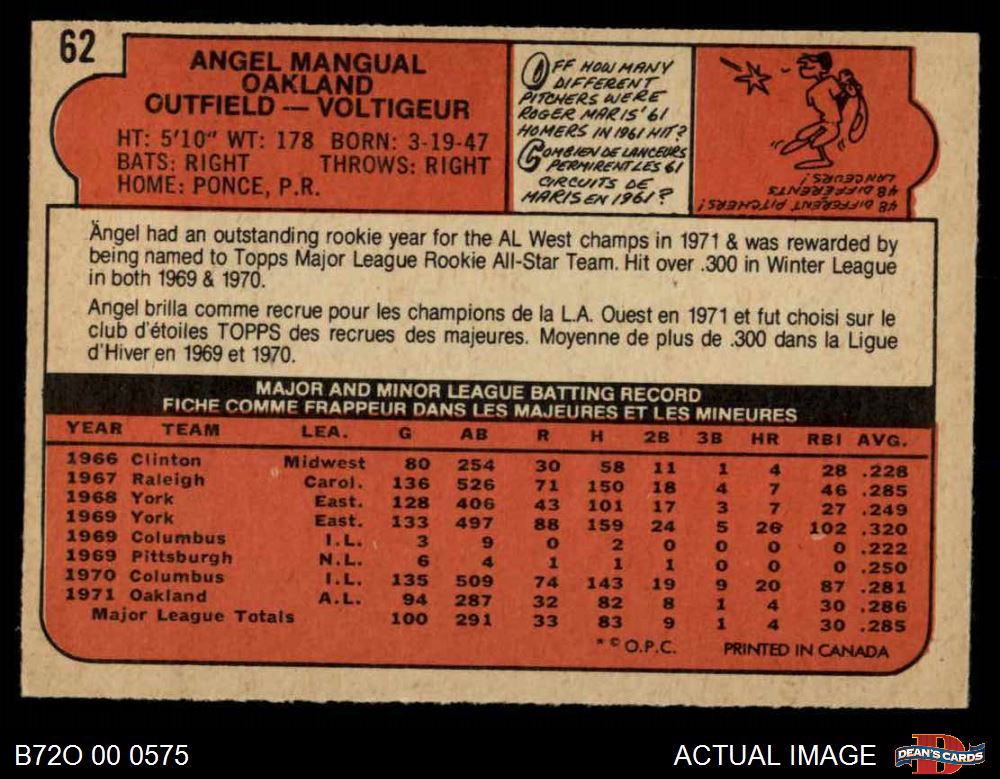 62
ANGEL MANGUAL
OAKLAND
OUTFIELD — VOLTIGEUR
HT: 5'10" WT: 178 BORN: 3-19-47
BATS: RIGHT THROWS: RIGHT
HOME: PONCE, P.R.
OFF HOW MANY
DIFFERENT
PITCHERS WERE
ROGER MARIS' 61
HOMERS IN 1961 HIT?
COMBIEN DE LANCEURS
PERMIRENT LES 61
CIRCUITS DE
MARIS EN 1961?
48 DIFFERENT PITCHERS!
48 DIFFERENTS
LANCEURS!
Angel had an outstanding rookie year for the AL West champs in 1971 & was rewarded by
being named to Topps Major League Rookie All-Star Team. Hit over .300 in Winter League
in both 1969 & 1970.
Angel brilla comme recrue pour les champions de la L.A. Ouest en 1971 et fut choisi sur le
club d'étoiles TOPPS des recrues des majeures. Moyenne de plus de .300 dans la Ligue
d'Hiver en 1969 et 1970.
MAJOR AND MINOR LEAGUE BATTING RECORD
FICHE COMME FRAPPEUR DANS LES MAJEURES ET LES MINEURES
YEAR TEAM LEA. G AB R H 2B 3B HR RBI AVG.
1966 Clinton Midwest 80 254 30 58 11 1 4 28 .228
1967 Raleigh Carol. 136 526 71 150 18 4 7 46 .285
1968 York East. 128 406 43 101 17 3 7 27 .249
1969 York East. 133 497 88 159 24 5 26 102 .320
1969 Columbus I.L. 3 9 0 2 0 0 0 0 .222
1969 Pittsburgh N.L. 6 4 1 1 1 0 0 0 .250
1970 Columbus I.L. 135 509 74 143 19 9 20 87 .281
1971 Oakland A.L. 94 287 32 82 8 1 4 30 .286
Major League Totals 100 291 33 83 9 1 4 30 .285
* © O.P.C. PRINTED IN CANADA
B72O 00 0575
ACTUAL IMAGE
DEAN'S CARDS